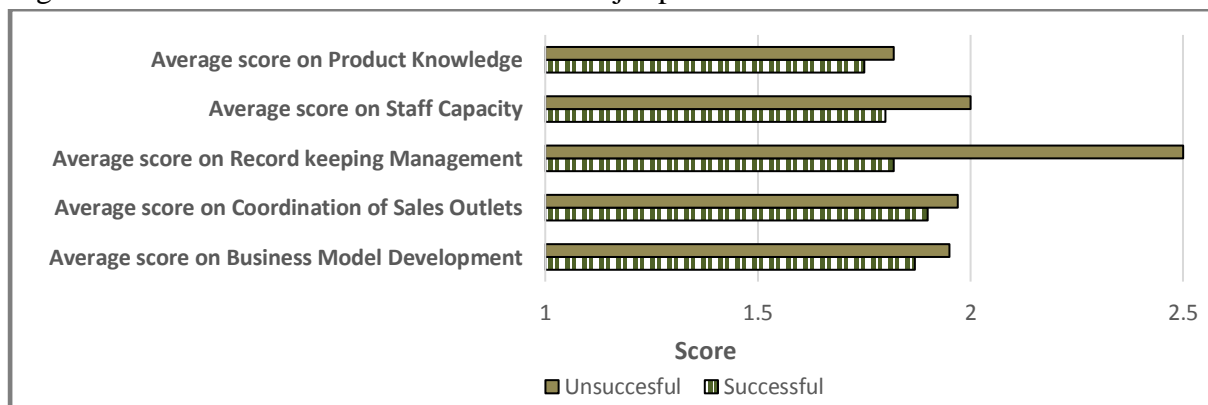 Average score on Product Knowledge
Average score on Staff Capacity
Average score on Record keeping Management
Average score on Coordination of Sales Outlets
Average score on Business Model Development
1
1.5
2
2.5
Score
Unsuccesful
Successful